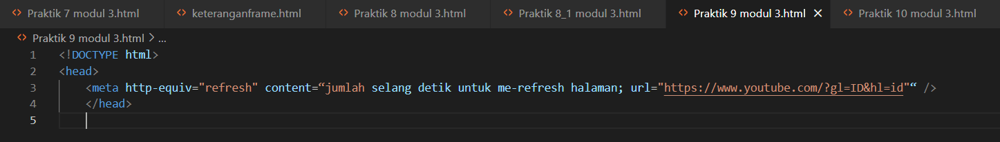 Praktik 7 modul 3.html keteranganframe.html Praktik 8 modul 3.html Praktik 8_1 modul 3.html Praktik 9 modul 3.html Praktik 10 modul 3.html
Praktik 9 modul 3.html > ...
1 <!DOCTYPE html>
2 <head>
3 <meta http-equiv="refresh" content=“jumlah selang detik untuk me-refresh halaman; url="https://www.youtube.com/?gl=ID&hl=id"“ />
4 </head>
5